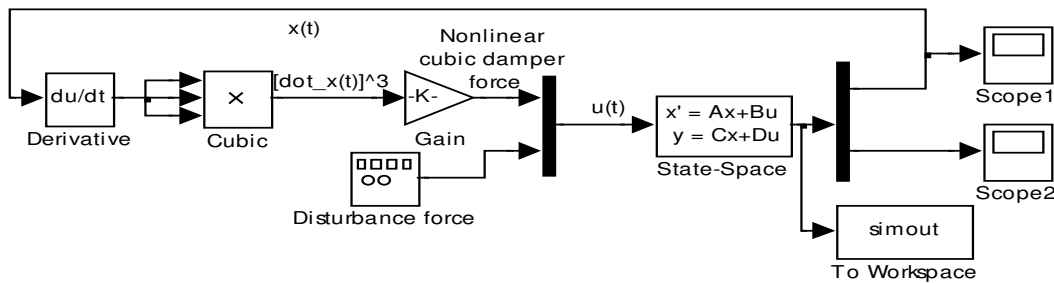 x(t)
Nonlinear
cubic damper
force
du/dt
Derivative
×
Cubic
[dot_x(t)]^3
-K-
Gain
Disturbance force
u(t)
x' = Ax+Bu
y = Cx+Du
State-Space
Scope1
Scope2
simout
To Workspace